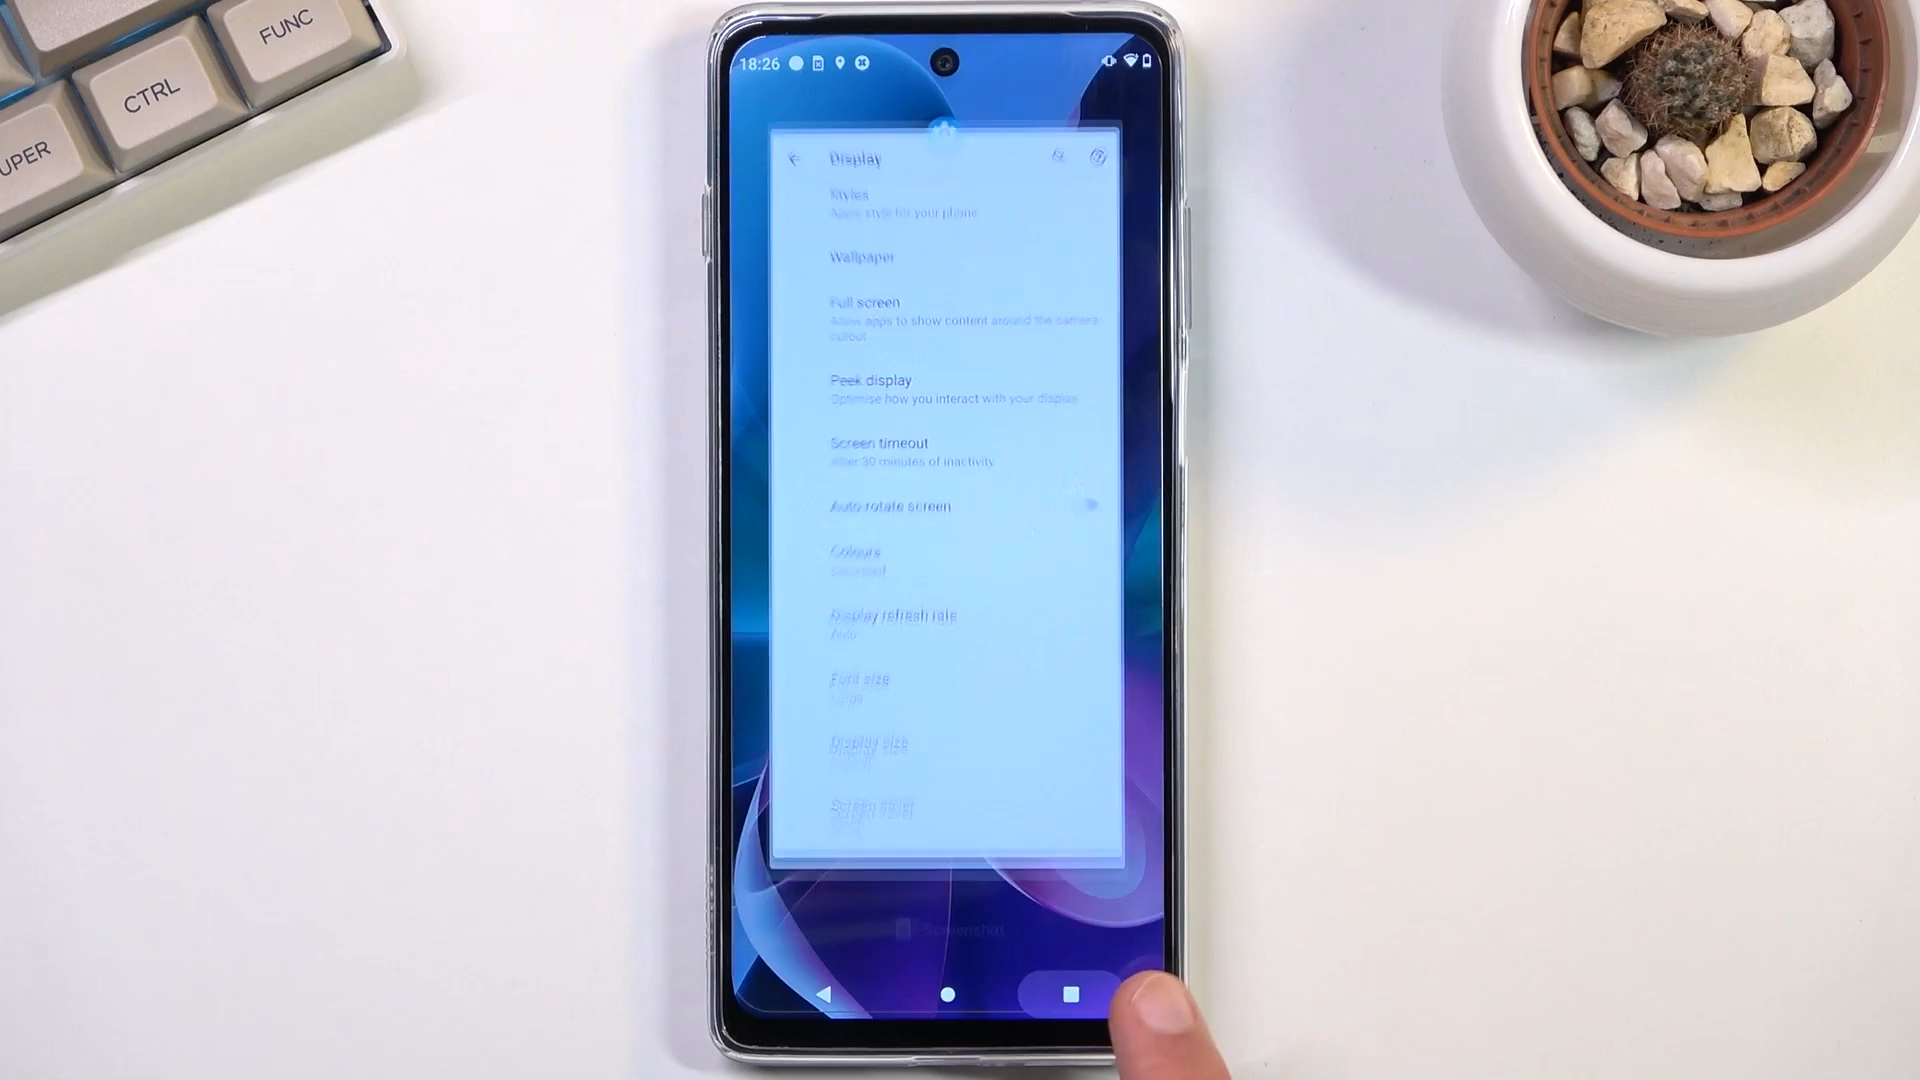 FUNC
CTRL
UPER
18:26
Display
Styles
Apply style for your phone
Wallpaper
Full screen
Allow apps to show content around the camera
cutout
Peek display
Optimise how you interact with your display
Screen timeout
After 30 minutes of inactivity
Auto-rotate screen
Colours
Saturated
Display refresh rate
Auto
Font size
Large
Display size
Screen saver
Screenshot